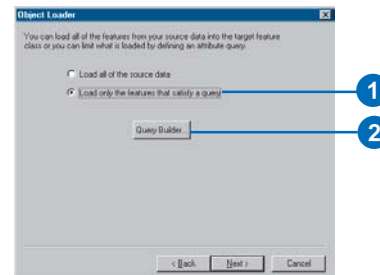 Object Loader
You can load all of the features from your source data into the target feature
class or you can limit what is loaded by defining an attribute query.
Load all of the source data
Load only the features that satisfy a query
1
Query Builder...
2
< Back
Next >
Cancel